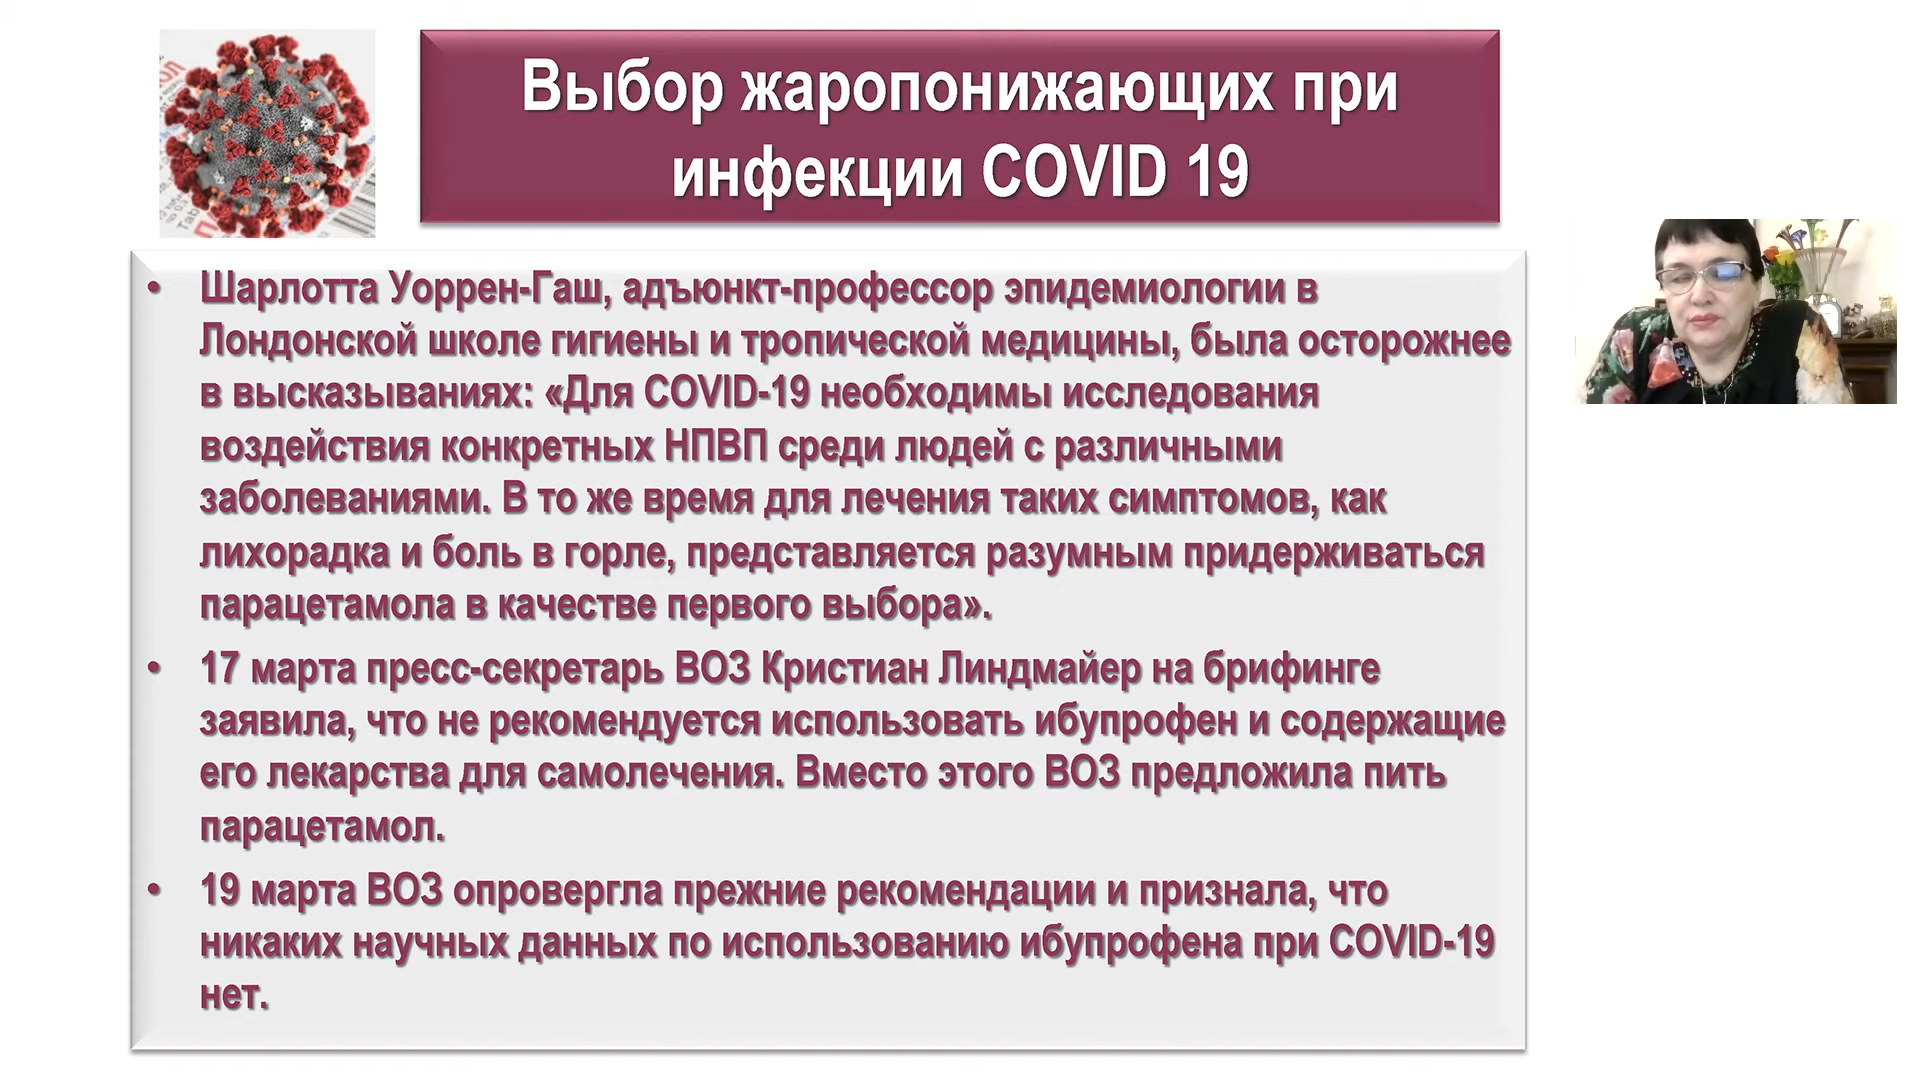 Выбор жаропонижающих при
инфекции COVID 19
• Шарлотта Уоррен-Гаш, адъюнкт-профессор эпидемиологии в
Лондонской школе гигиены и тропической медицины, была осторожнее
в высказываниях: «Для COVID-19 необходимы исследования
воздействия конкретных НПВП среди людей с различными
заболеваниями. В то же время для лечения таких симптомов, как
лихорадка и боль в горле, представляется разумным придерживаться
парацетамола в качестве первого выбора».
• 17 марта пресс-секретарь ВОЗ Кристиан Линдмайер на брифинге
заявила, что не рекомендуется использовать ибупрофен и содержащие
его лекарства для самолечения. Вместо этого ВОЗ предложила пить
парацетамол.
• 19 марта ВОЗ опровергла прежние рекомендации и признала, что
никаких научных данных по использованию ибупрофена при COVID-19
нет.